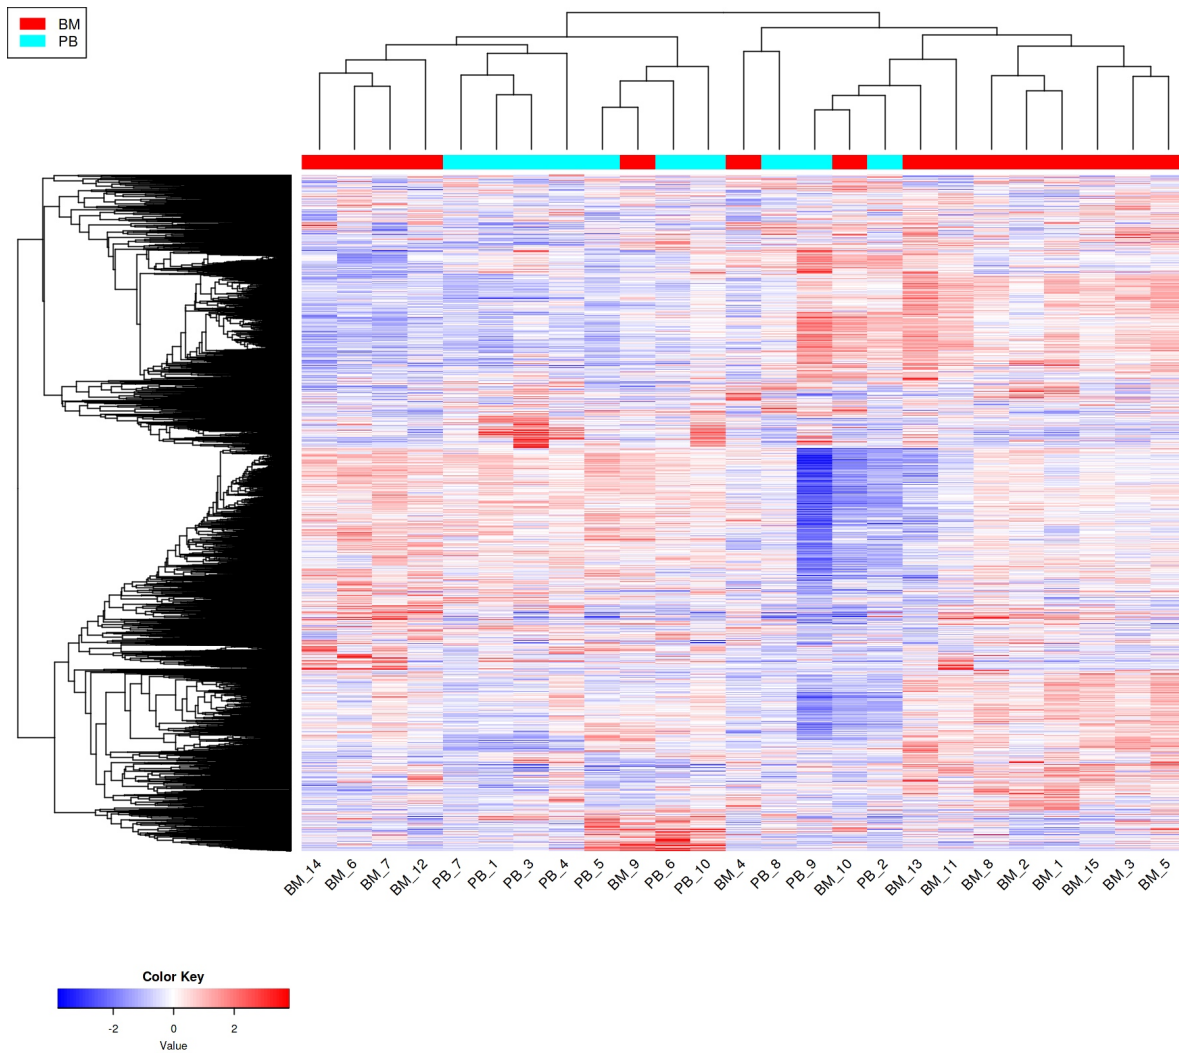 BM
PB
BM_14
BM_6
BM_7
BM_12
PB_7
PB_1
PB_3
PB_4
PB_5
BM_9
PB_6
PB_10
BM_4
PB_8
PB_9
BM_10
PB_2
BM_13
BM_11
BM_8
BM_2
BM_1
BM_15
BM_3
BM_5
Color Key
-2 0 2
Value